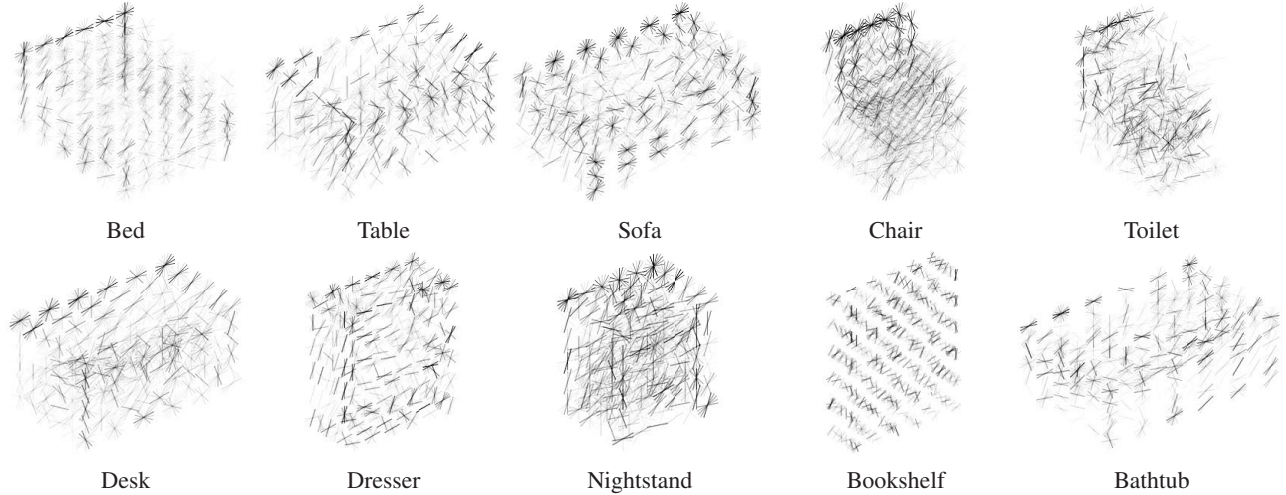 Bed Table Sofa Chair Toilet
Desk Dresser Nightstand Bookshelf Bathtub